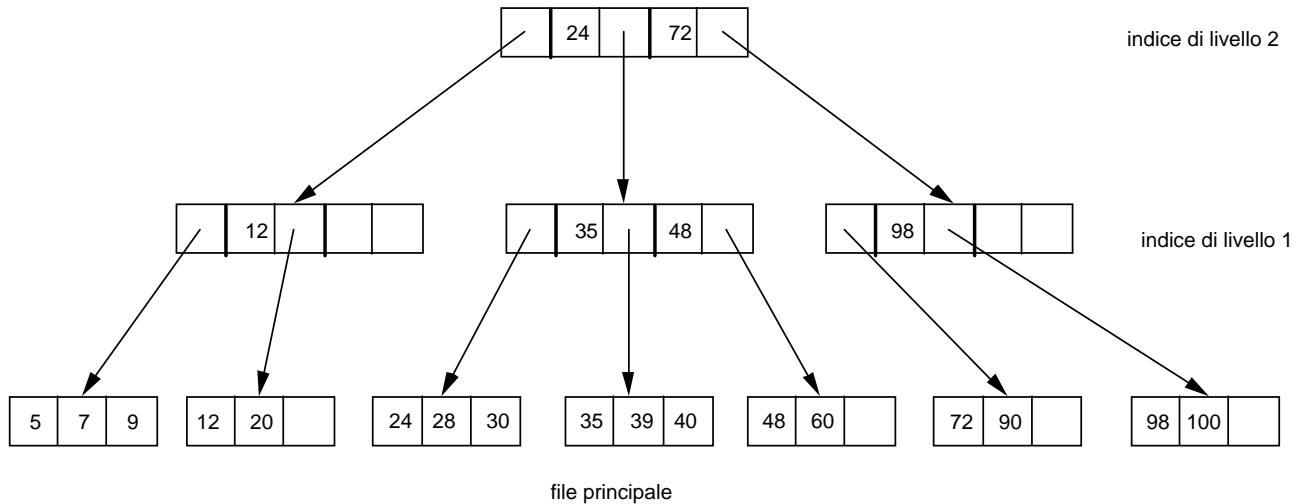 24 72
indice di livello 2
12
35 48
98
indice di livello 1
5 7 9
12 20
24 28 30
35 39 40
48 60
72 90
98 100
file principale